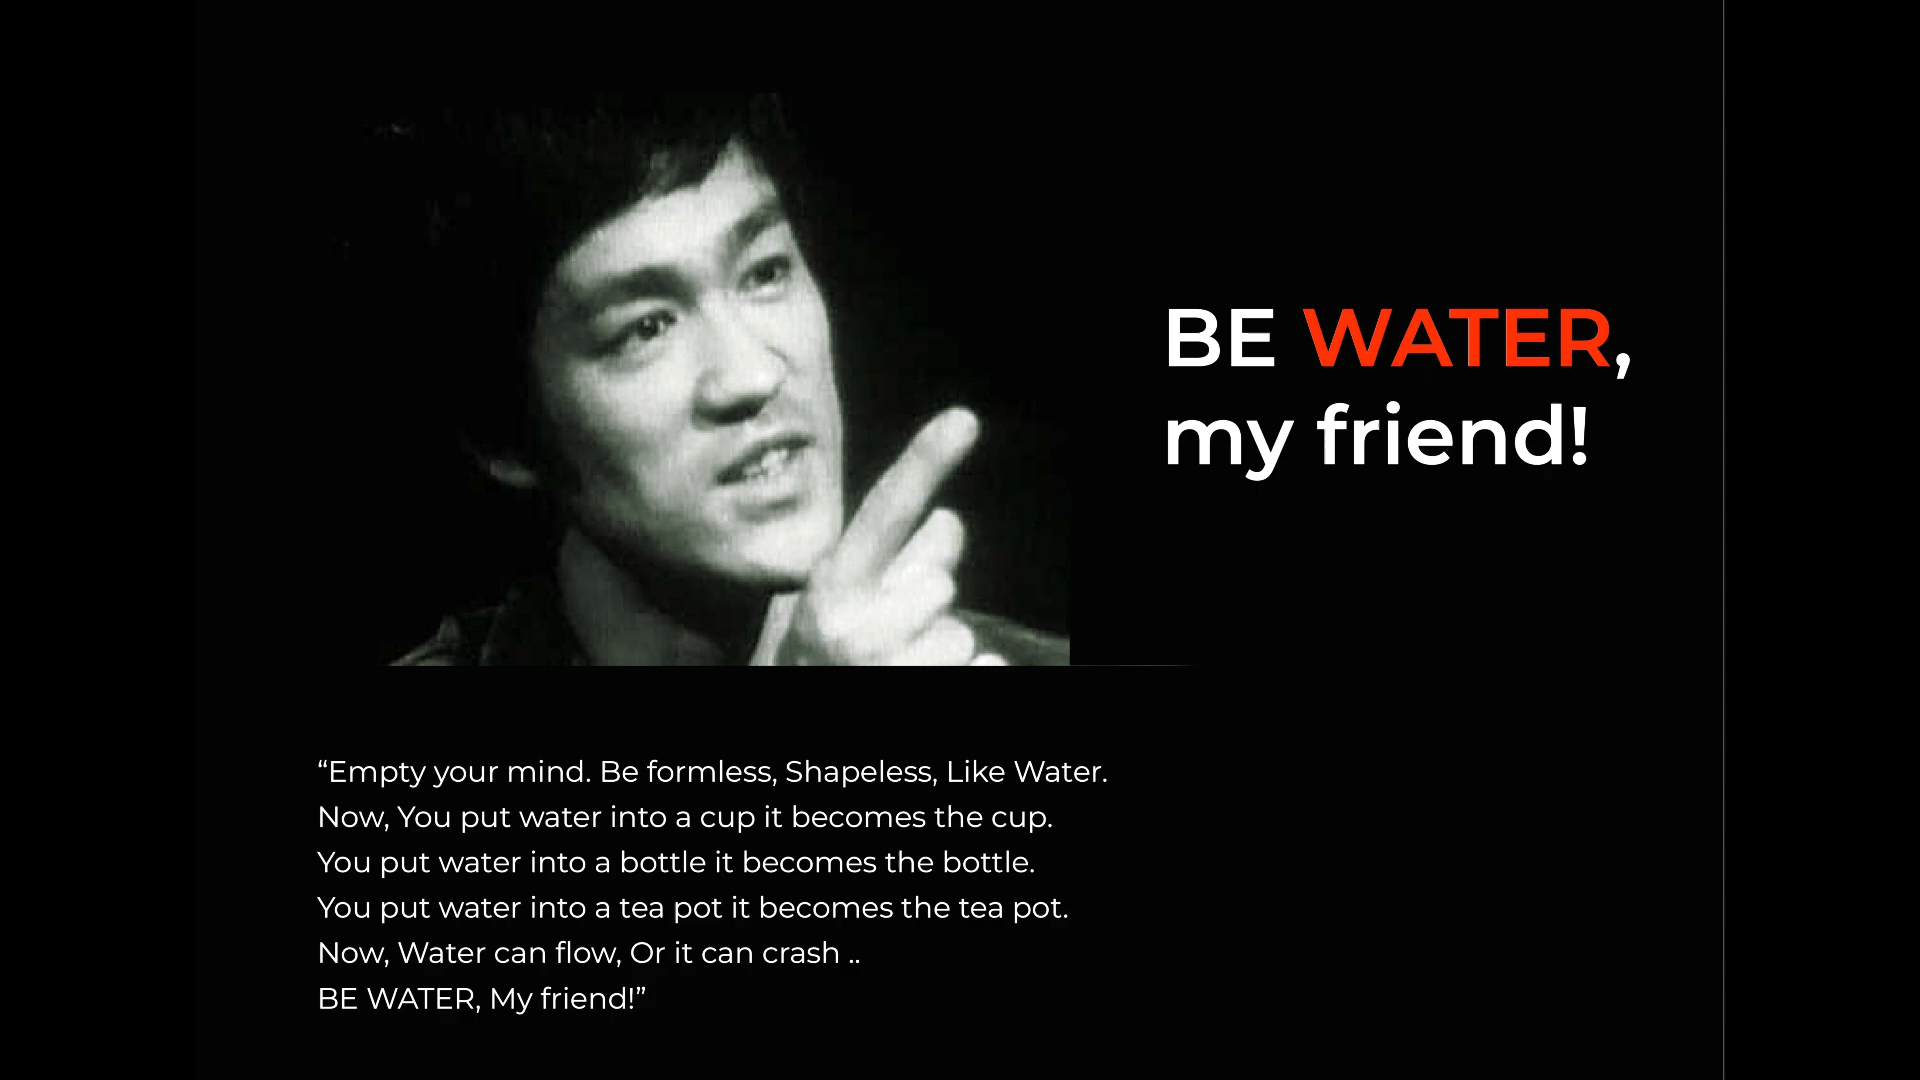 BE WATER,
my friend!
“Empty your mind. Be formless, Shapeless, Like Water.
Now, You put water into a cup it becomes the cup.
You put water into a bottle it becomes the bottle.
You put water into a tea pot it becomes the tea pot.
Now, Water can flow, Or it can crash ..
BE WATER, My friend!”